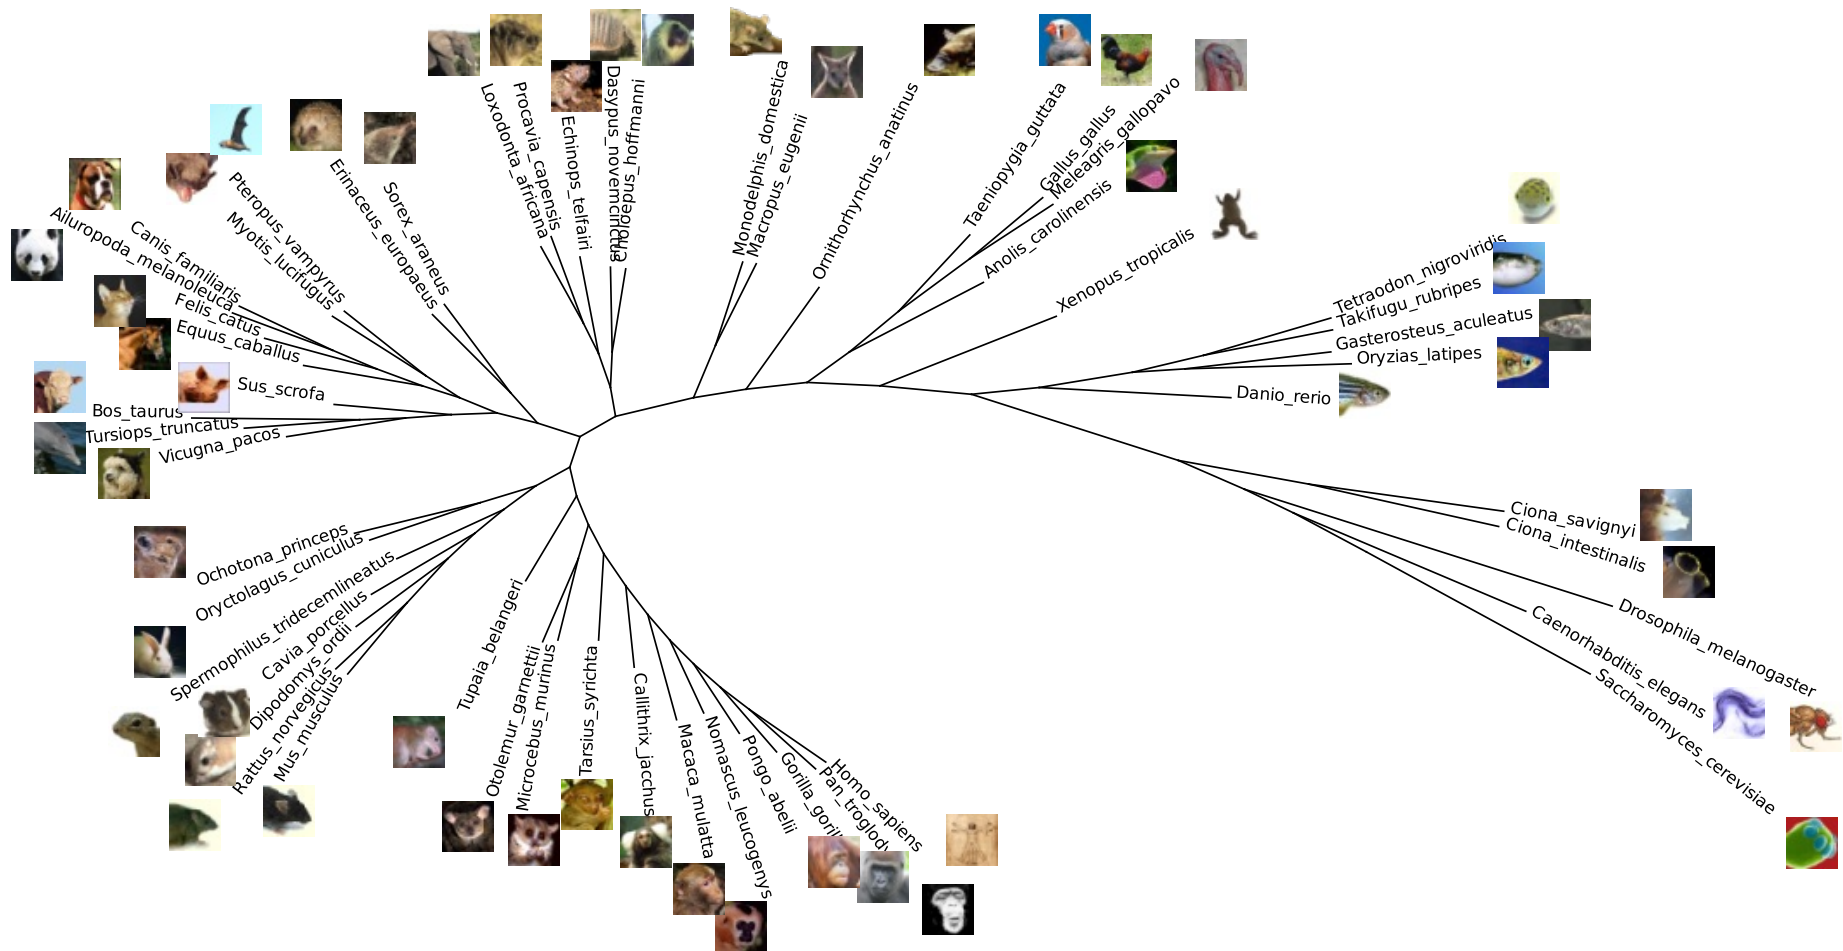 Loxodonta_africana
Procavia_capensis
Echinops_telfairi
Dasypus_novemcinctus
Choloepus_hoffmanni
Monodelphis_domestica
Macropus_eugenii
Ornithorhynchus_anatinus
Taeniopygia_guttata
Gallus_gallus
Meleagris_gallopavo
Anolis_carolinensis
Xenopus_tropicalis
Tetraodon_nigroviridis
Takifugu_rubripes
Gasterosteus_aculeatus
Oryzias_latipes
Danio_rerio
Ciona_savignyi
Ciona_intestinalis
Drosophila_melanogaster
Caenorhabditis_elegans
Saccharomyces_cerevisiae
Homo_sapiens
Pan_troglod
Gorilla_goril
Pongo_abelii
Nomascus_leucogenys
Macaca_mulatta
Callithrix_jacchus
Tarsius_syrichta
Microcebus_murinus
Otolemur_garnettii
Tupaia_belangeri
Mus_musculus
Rattus_norvegicus
Dipodomys_ordii
Cavia_porcellus
Spermophilus_tridecemlineatus
Oryctolagus_cuniculus
Ochotona_princeps
Vicugna_pacos
Tursiops_truncatus
Bos_taurus
Sus_scrofa
Equus_caballus
Felis_catus
Ailuropoda_melanoleuca
Canis_familiaris
Myotis_lucifugus
Pteropus_vampyrus
Erinaceus_europaeus
Sorex_araneus